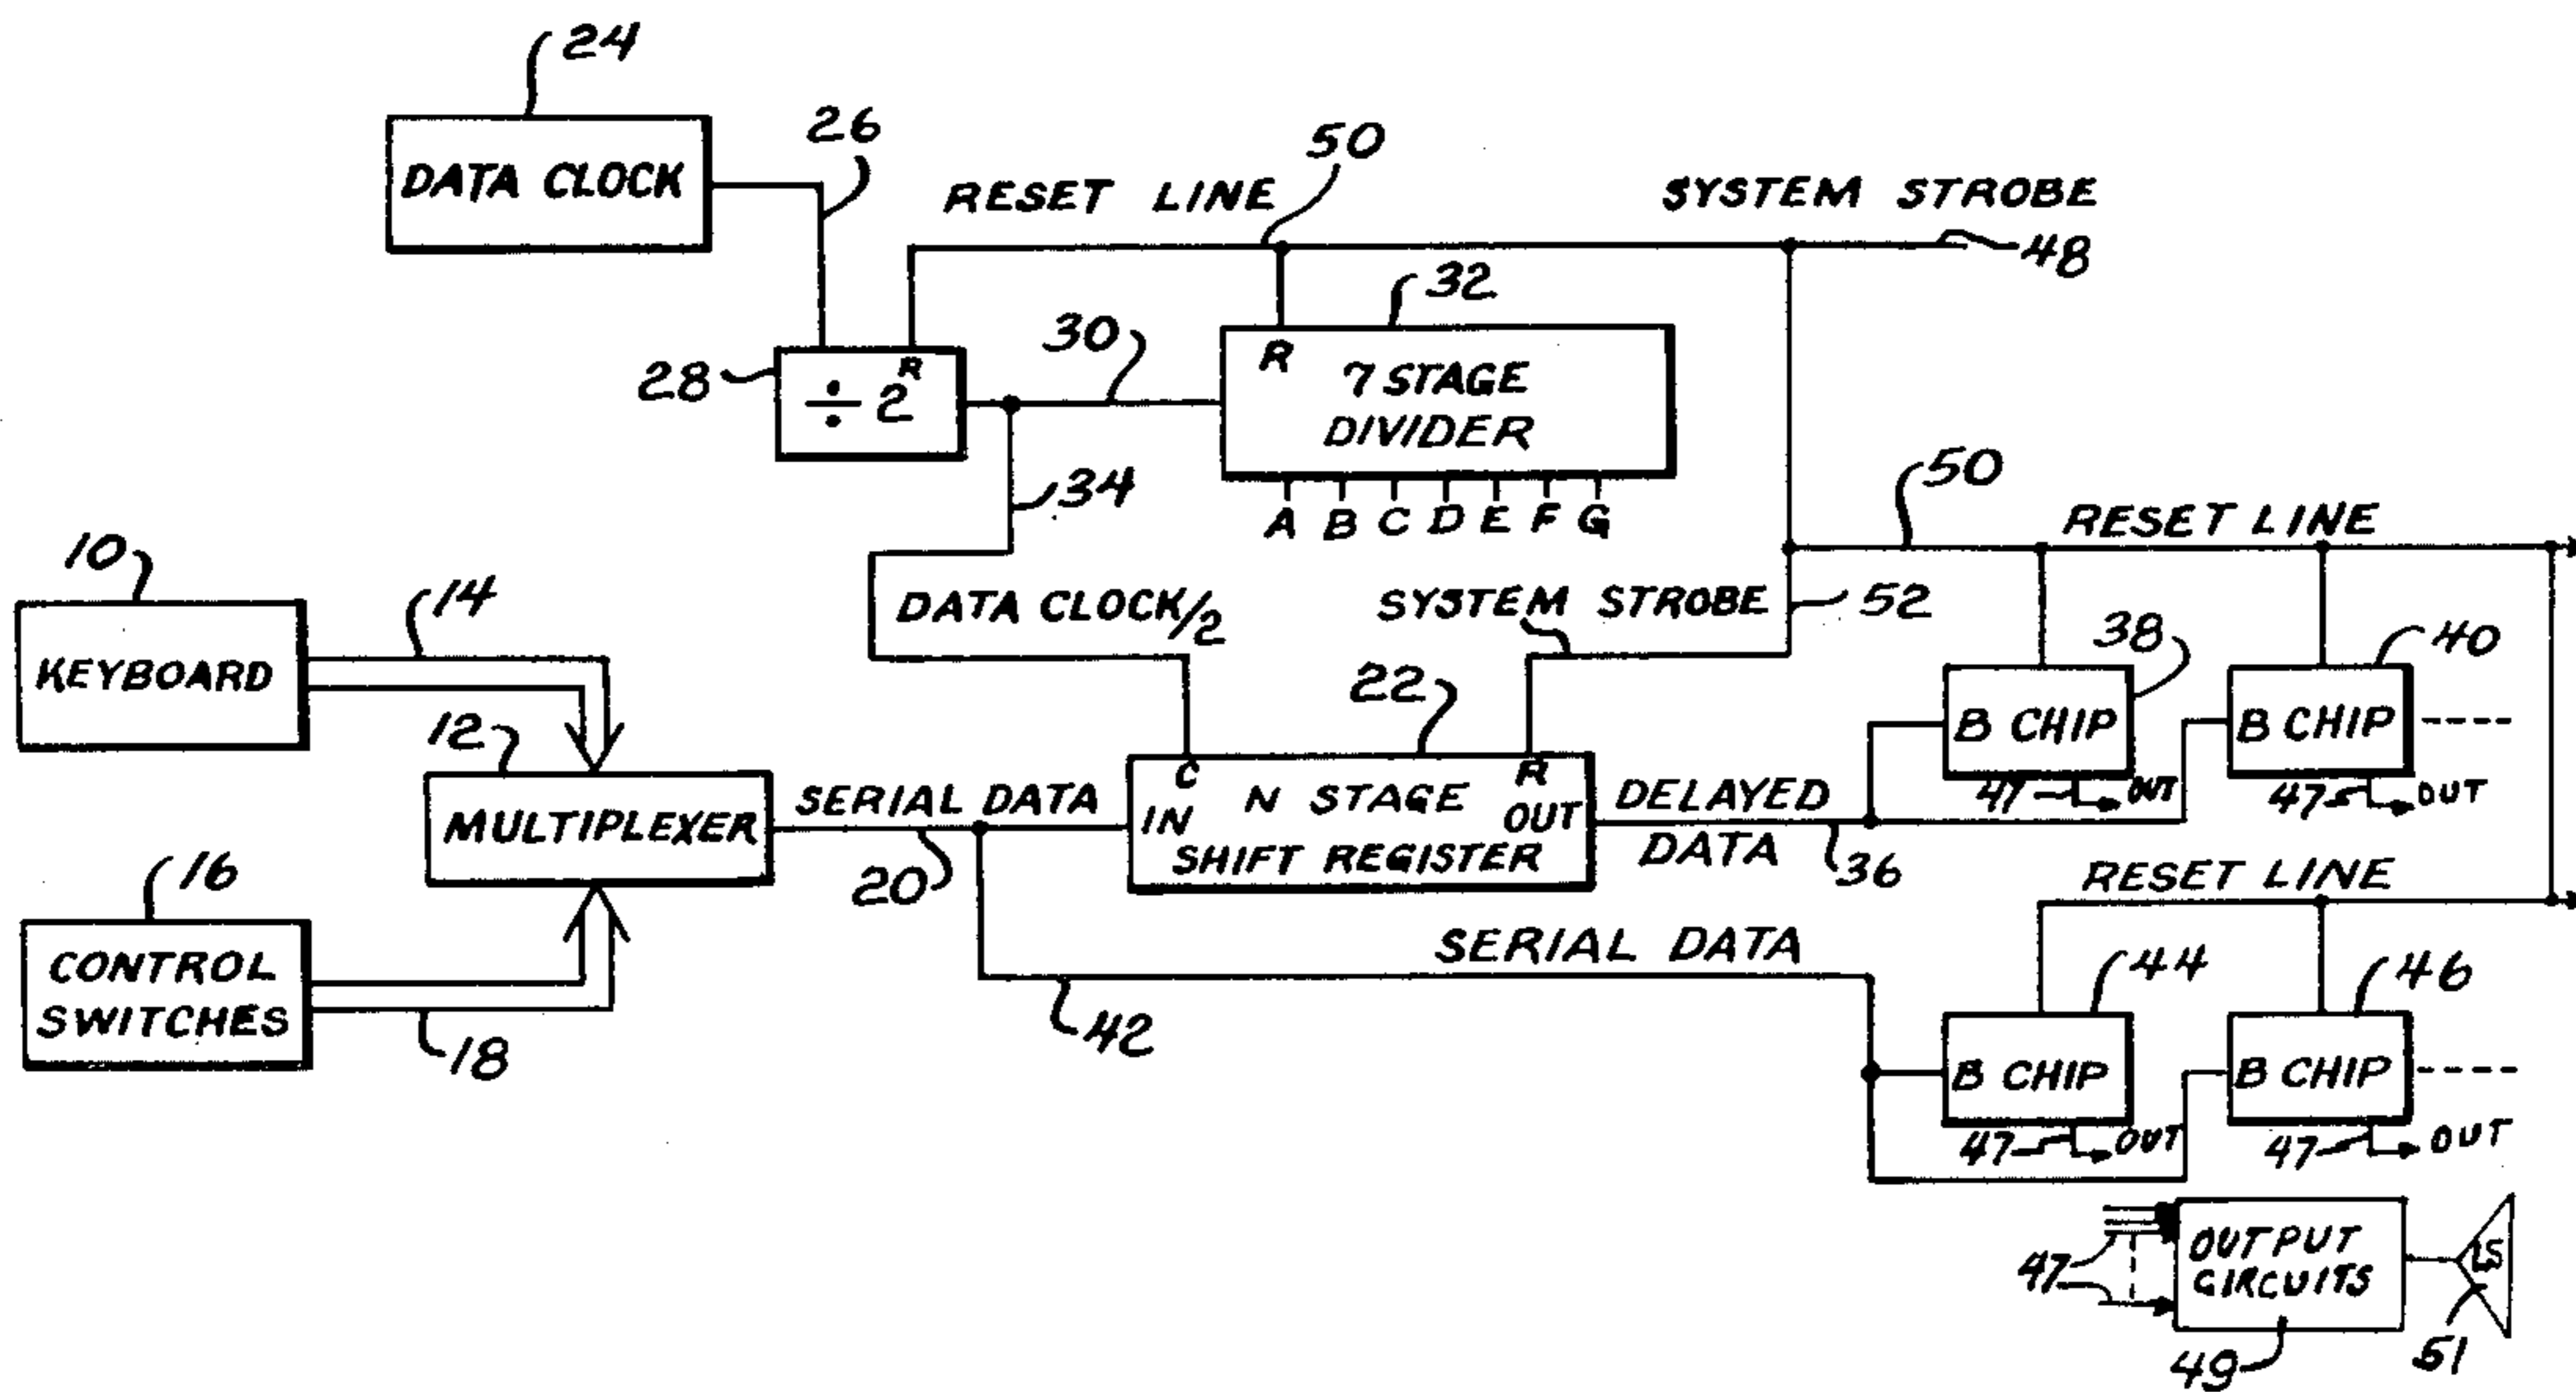 24
DATA CLOCK
26
RESET LINE
50
SYSTEM STROBE
48
28
÷ 2
R
30
32
R
7 STAGE
DIVIDER
A B C D E F G
34
DATA CLOCK/2
50
RESET LINE
SYSTEM STROBE
52
10
KEYBOARD
14
12
MULTIPLEXER
16
CONTROL
SWITCHES
18
SERIAL DATA
20
22
C
R
IN
N STAGE
OUT
SHIFT REGISTER
DELAYED
DATA
36
38
B CHIP
47
OUT
40
B CHIP
47
OUT
RESET LINE
SERIAL DATA
42
44
B CHIP
47
OUT
46
B CHIP
47
OUT
47
OUTPUT
CIRCUITS
49
LS
51